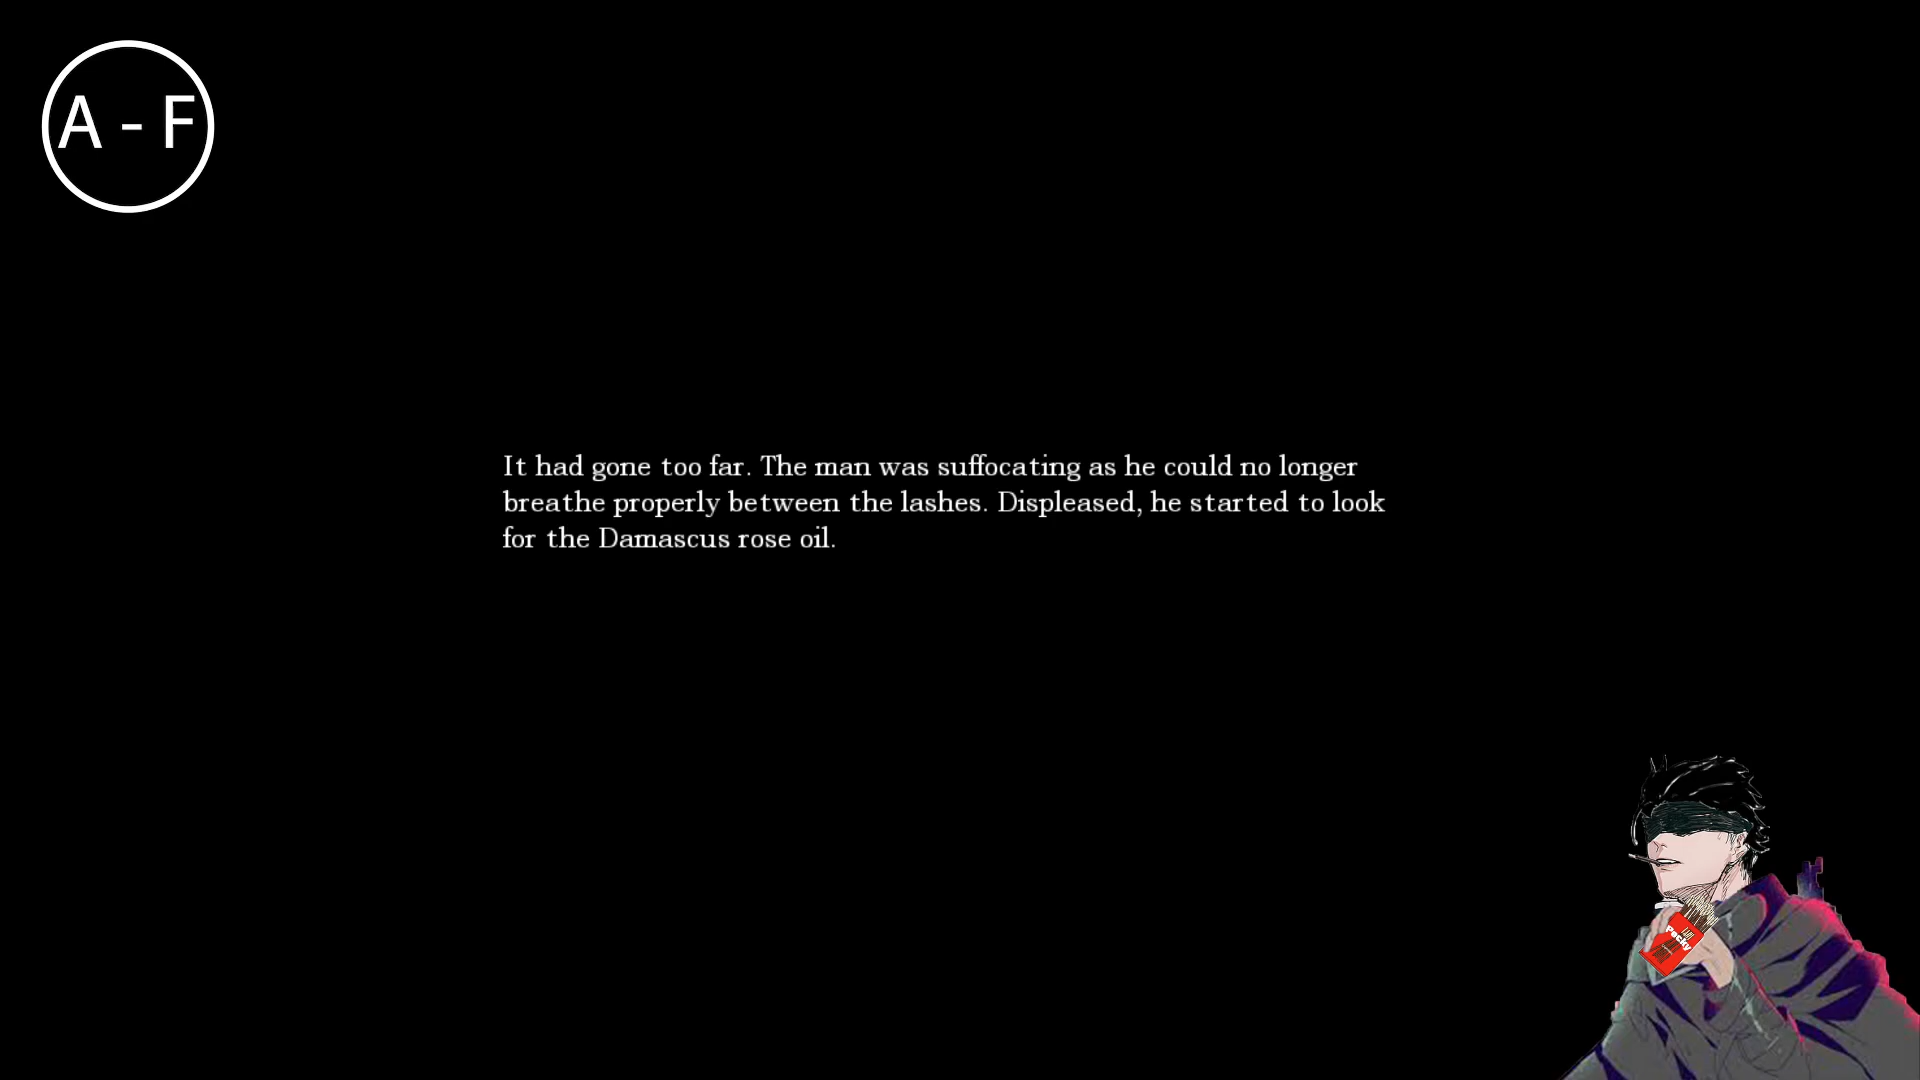 A - F
It had gone too far. The man was suffocating as he could no longer
breathe properly between the lashes. Displeased, he started to look
for the Damascus rose oil.
Pocky